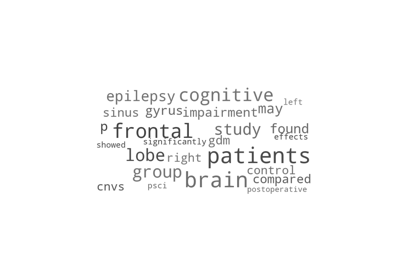 epilepsy cognitive left
sinus gyrus impairment may
p frontal study found
showed significantly gdm effects
lobe right patients
group brain control
cnvs psci compared
postoperative